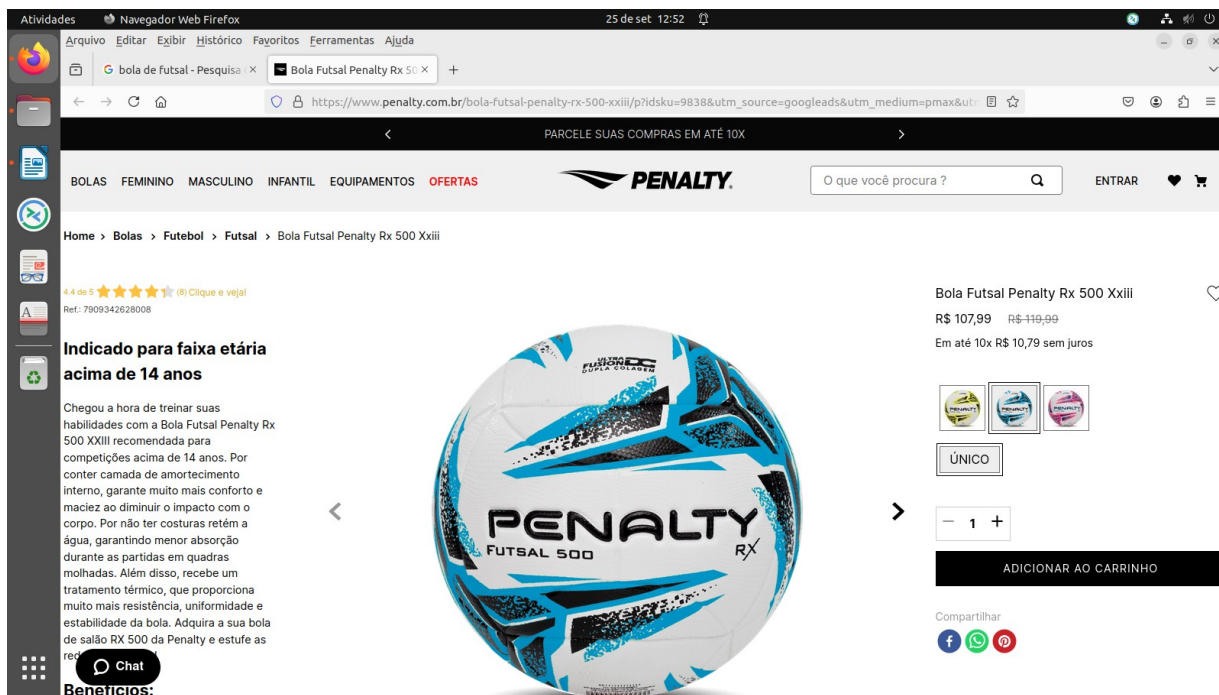 Atividades
Navegador Web Firefox
25 de set 12:52
Arquivo Editar Exibir Histórico Favoritos Ferramentas Ajuda
bola de futsal - Pesquisa
Bola Futsal Penalty Rx 50
https://www.penalty.com.br/bola-futsal-penalty-rx-500-xxiii/p?idsku=9838&utm_source=googleads&utm_medium=pmax&ut
PARCELE SUAS COMPRAS EM ATÉ 10X
BOLAS FEMININO MASCULINO INFANTIL EQUIPAMENTOS OFERTAS
PENALTY.
O que você procura ?
ENTRAR
Home > Bolas > Futebol > Futsal > Bola Futsal Penalty Rx 500 Xxiii
4.4 de 5 (8) Clique e veja!
Ref.: 7909342628008
Indicado para faixa etária
acima de 14 anos
Chegou a hora de treinar suas
habilidades com a Bola Futsal Penalty Rx
500 XXIII recomendada para
competições acima de 14 anos. Por
conter camada de amortecimento
interno, garante muito mais conforto e
maciez ao diminuir o impacto com o
corpo. Por não ter costuras retém a
água, garantindo menor absorção
durante as partidas em quadras
molhadas. Além disso, recebe um
tratamento térmico, que proporciona
muito mais resistência, uniformidade e
estabilidade da bola. Adquira a sua bola
de salão RX 500 da Penalty e estufe as
Chat
Benefícios:
ULTRA
FUSION DC
DUPLA COLAGEM
PENALTY
FUTSAL 500
RX
Bola Futsal Penalty Rx 500 Xxiii
R$ 107,99 R$ 119,99
Em até 10x R$ 10,79 sem juros
PENALTY
PENALTY
PENALTY
ÚNICO
1
ADICIONAR AO CARRINHO
Compartilhar